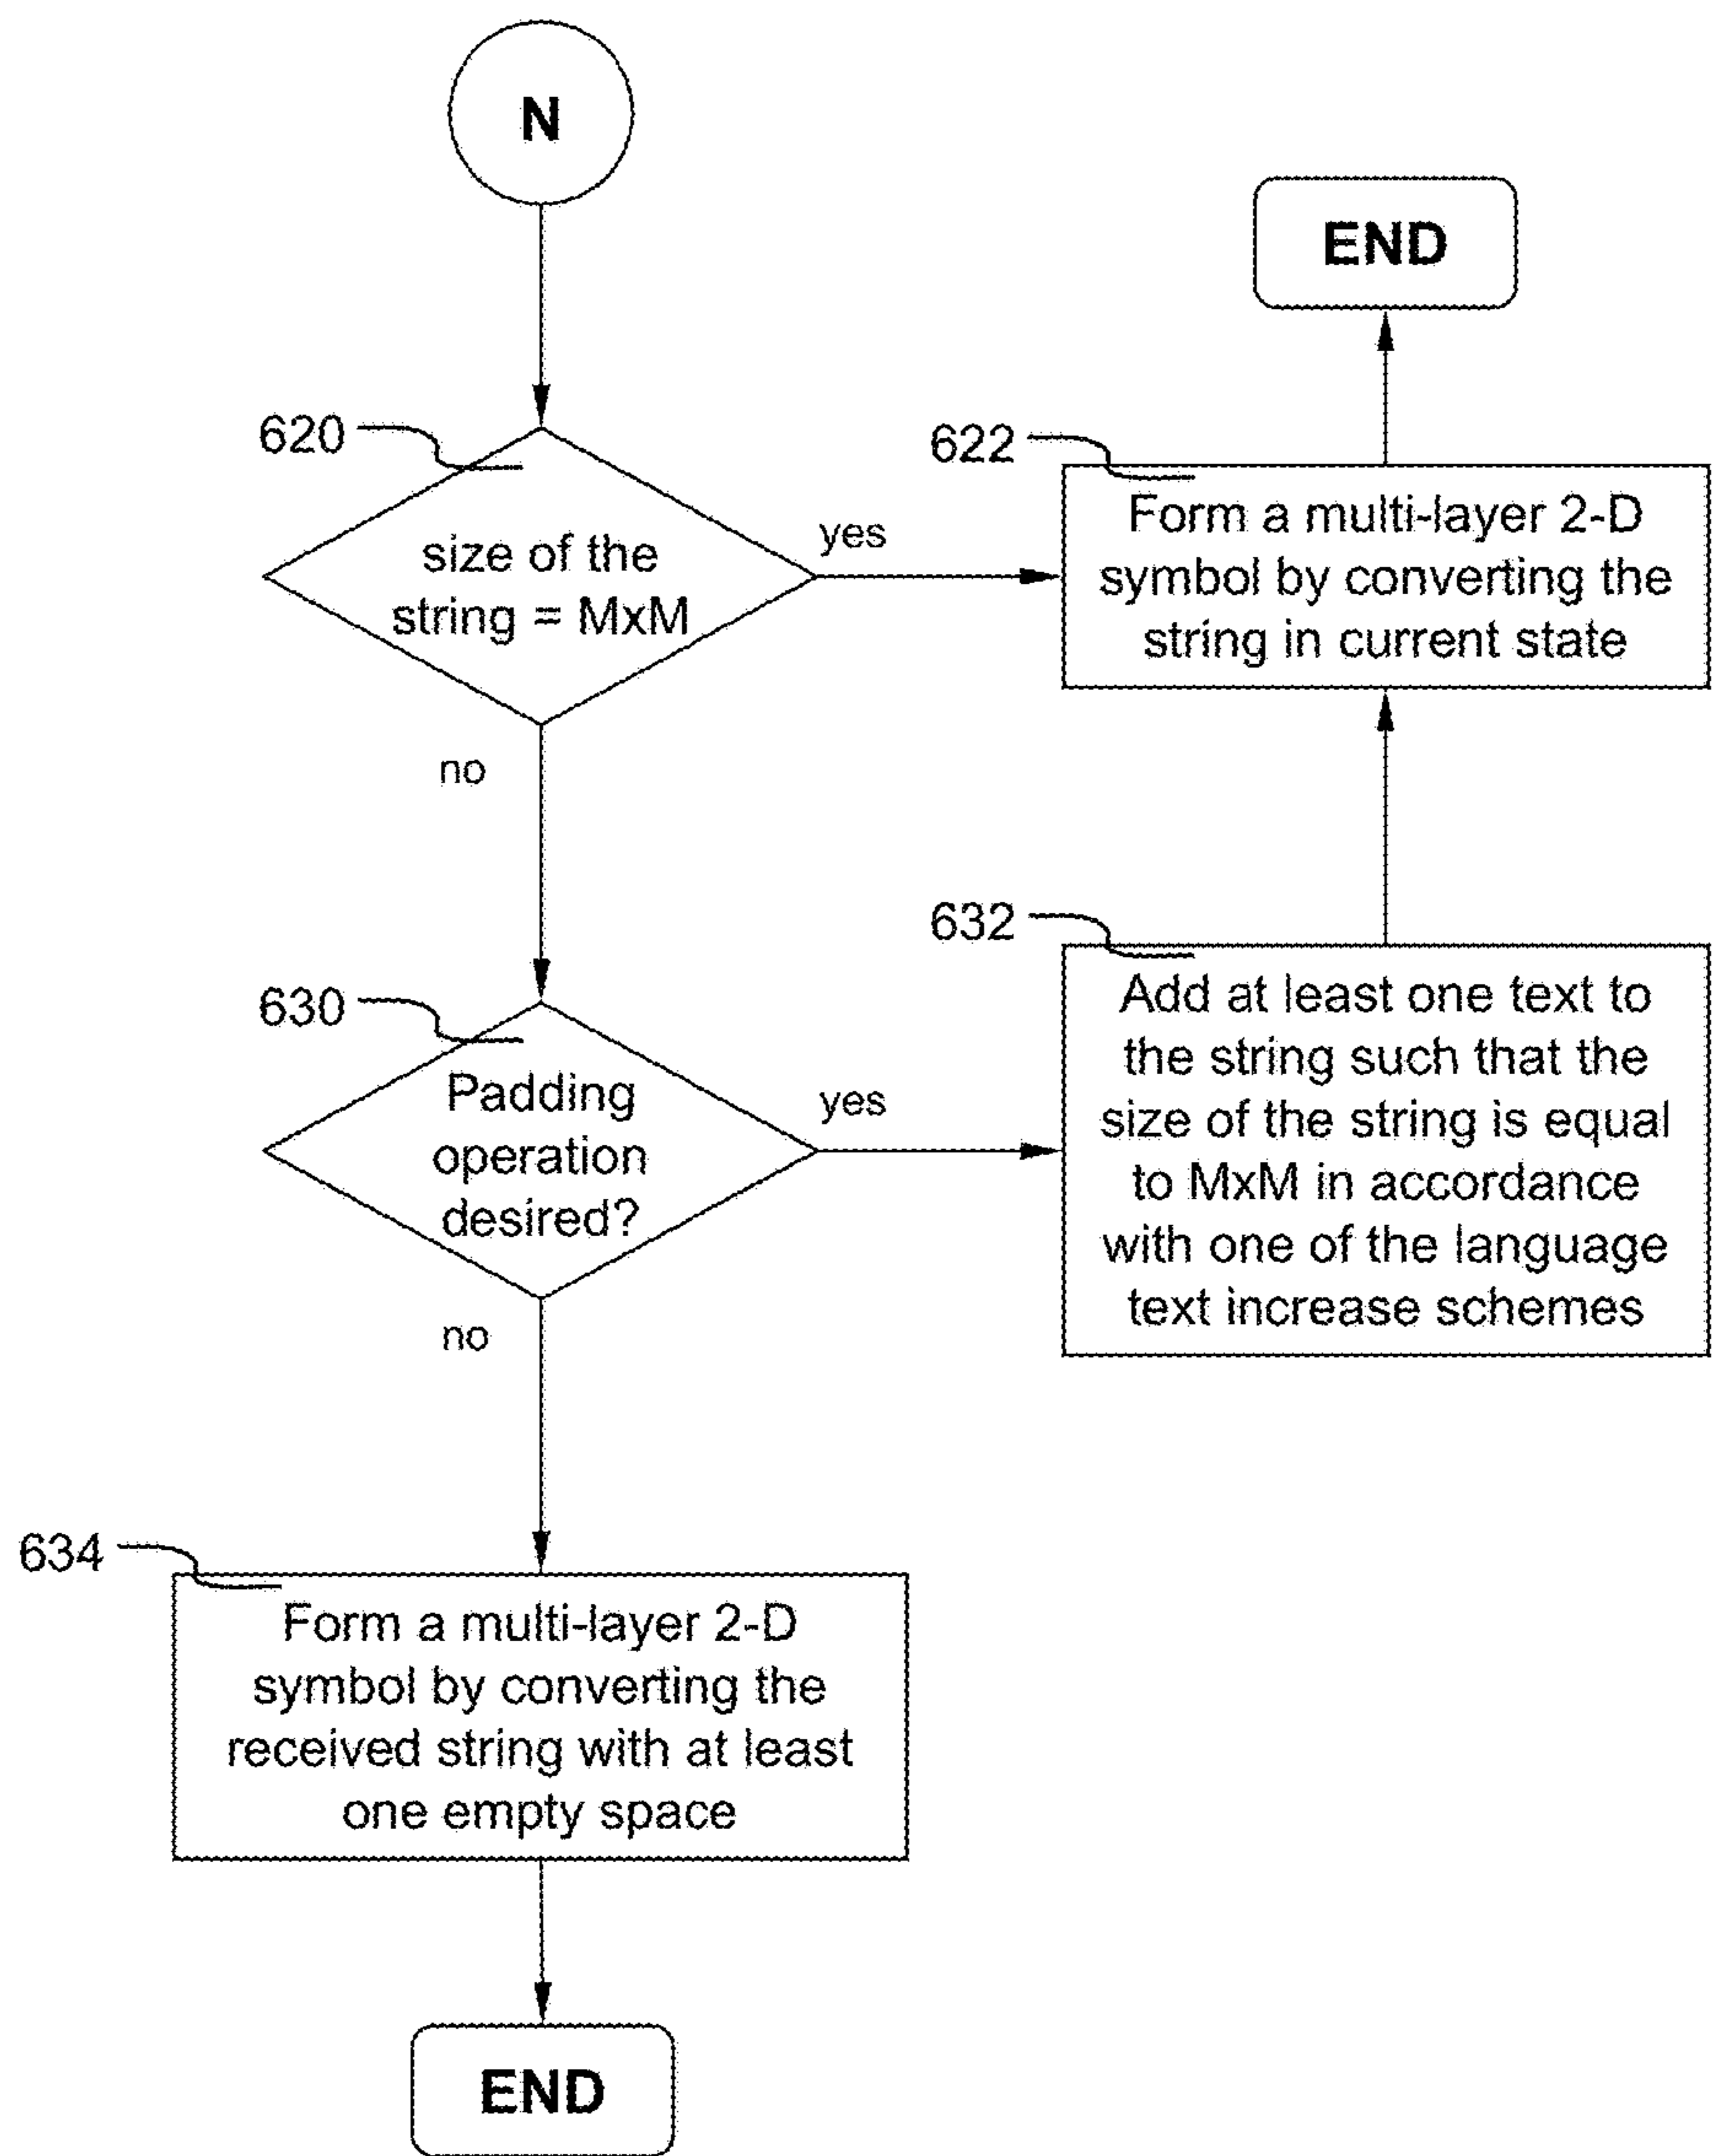 N
END
620
size of the
string = MxM
yes
no
622
Form a multi-layer 2-D
symbol by converting the
string in current state
630
Padding
operation
desired?
yes
no
632
Add at least one text to
the string such that the
size of the string is equal
to MxM in accordance
with one of the language
text increase schemes
634
Form a multi-layer 2-D
symbol by converting the
received string with at least
one empty space
END